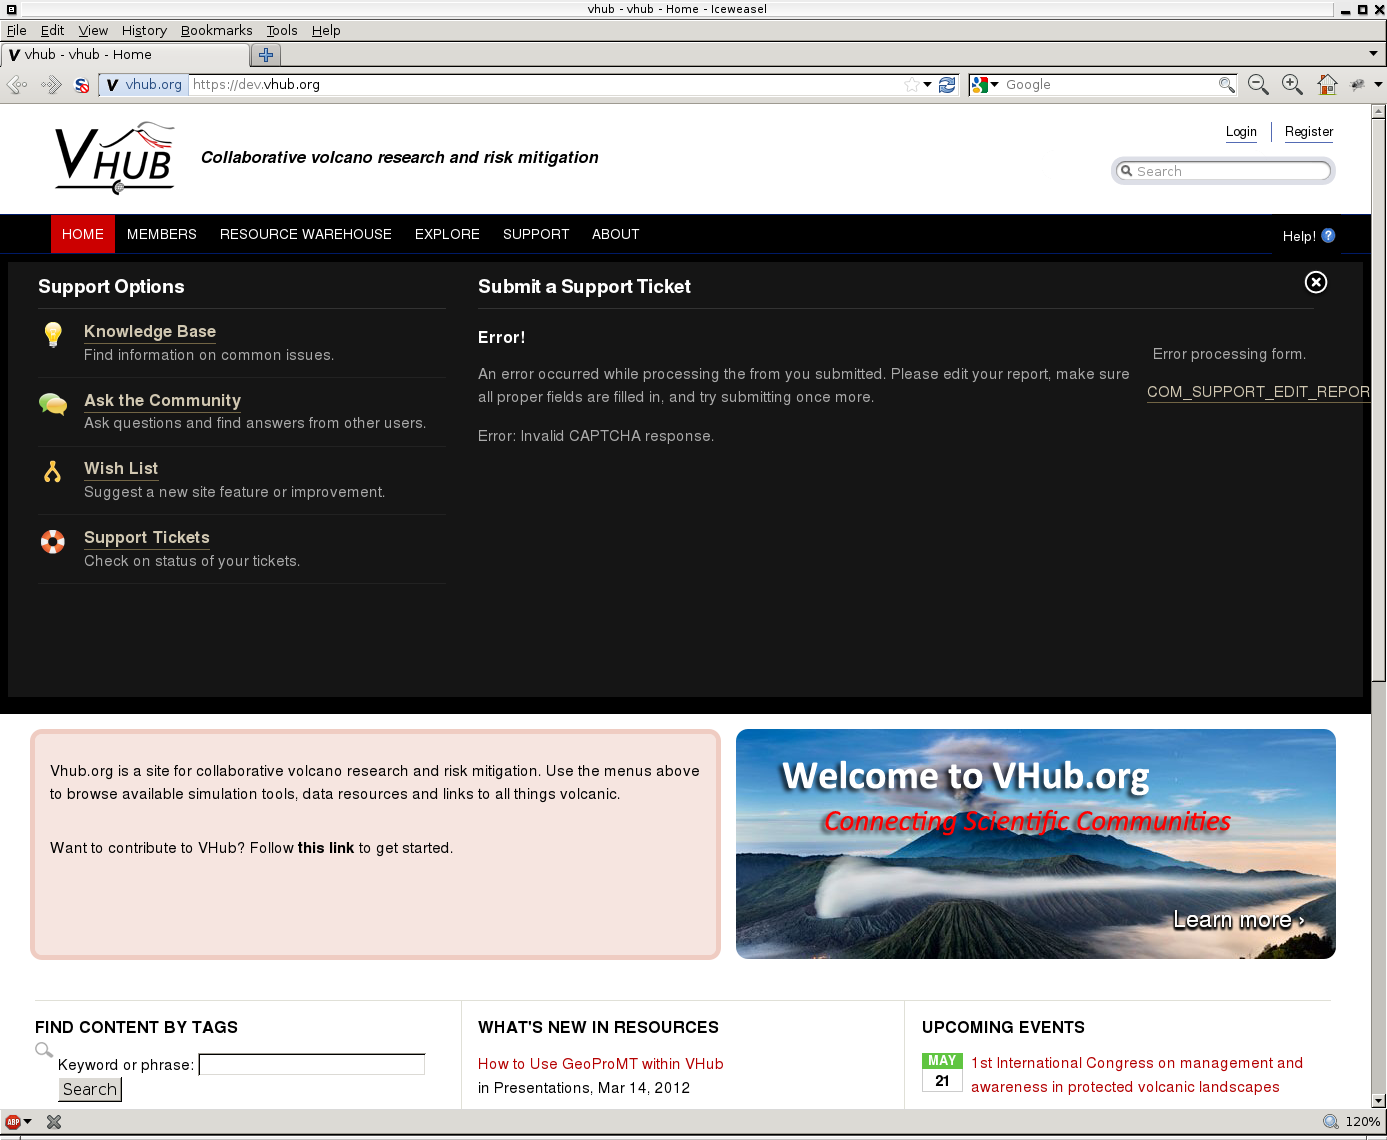 vhub - vhub - Home - Iceweasel
File Edit View History Bookmarks Tools Help
V vhub - vhub - Home
V vhub.org https://dev.vhub.org Google
VHUB
Collaborative volcano research and risk mitigation
Login Register
Search
HOME MEMBERS RESOURCE WAREHOUSE EXPLORE SUPPORT ABOUT Help! ?
Support Options
Knowledge Base
Find information on common issues.
Ask the Community
Ask questions and find answers from other users.
Wish List
Suggest a new site feature or improvement.
Support Tickets
Check on status of your tickets.
Submit a Support Ticket
Error!
An error occurred while processing the from you submitted. Please edit your report, make sure
all proper fields are filled in, and try submitting once more.
Error: Invalid CAPTCHA response.
Error processing form.
COM_SUPPORT_EDIT_REPOR
Vhub.org is a site for collaborative volcano research and risk mitigation. Use the menus above
to browse available simulation tools, data resources and links to all things volcanic.
Want to contribute to VHub? Follow this link to get started.
Welcome to VHub.org
Connecting Scientific Communities
Learn more ›
FIND CONTENT BY TAGS
Keyword or phrase:
Search
WHAT'S NEW IN RESOURCES
How to Use GeoProMT within VHub
in Presentations, Mar 14, 2012
UPCOMING EVENTS
MAY
21
1st International Congress on management and
awareness in protected volcanic landscapes
ABP 120%